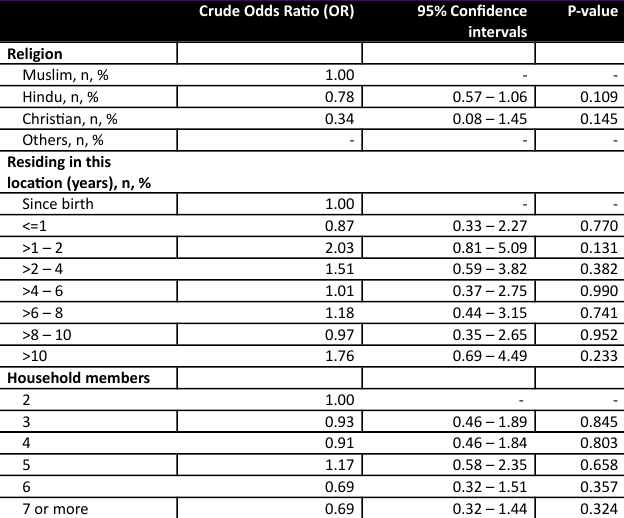 Crude Odds Ratio (OR) 95% Confidence P-value
intervals
Religion
Muslim, n, % 1.00 - -
Hindu, n, % 0.78 0.57 – 1.06 0.109
Christian, n, % 0.34 0.08 – 1.45 0.145
Others, n, % - - -
Residing in this
location (years), n, %
Since birth 1.00 - -
<=1 0.87 0.33 – 2.27 0.770
>1 – 2 2.03 0.81 – 5.09 0.131
>2 – 4 1.51 0.59 – 3.82 0.382
>4 – 6 1.01 0.37 – 2.75 0.990
>6 – 8 1.18 0.44 – 3.15 0.741
>8 – 10 0.97 0.35 – 2.65 0.952
>10 1.76 0.69 – 4.49 0.233
Household members
2 1.00 - -
3 0.93 0.46 – 1.89 0.845
4 0.91 0.46 – 1.84 0.803
5 1.17 0.58 – 2.35 0.658
6 0.69 0.32 – 1.51 0.357
7 or more 0.69 0.32 – 1.44 0.324